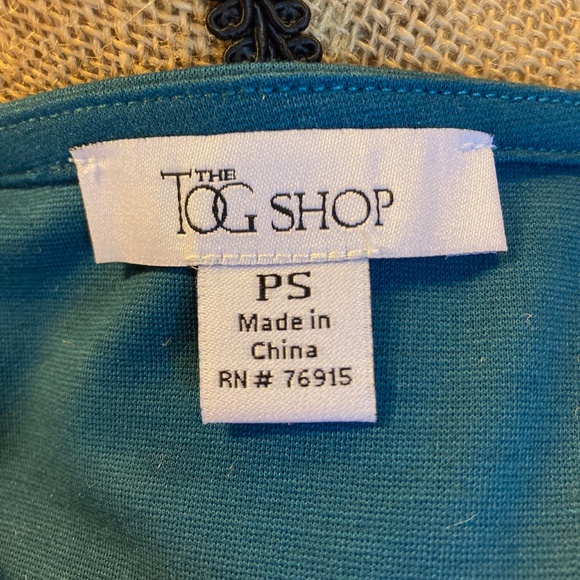 THE
TOG SHOP
PS
Made in
China
RN # 76915